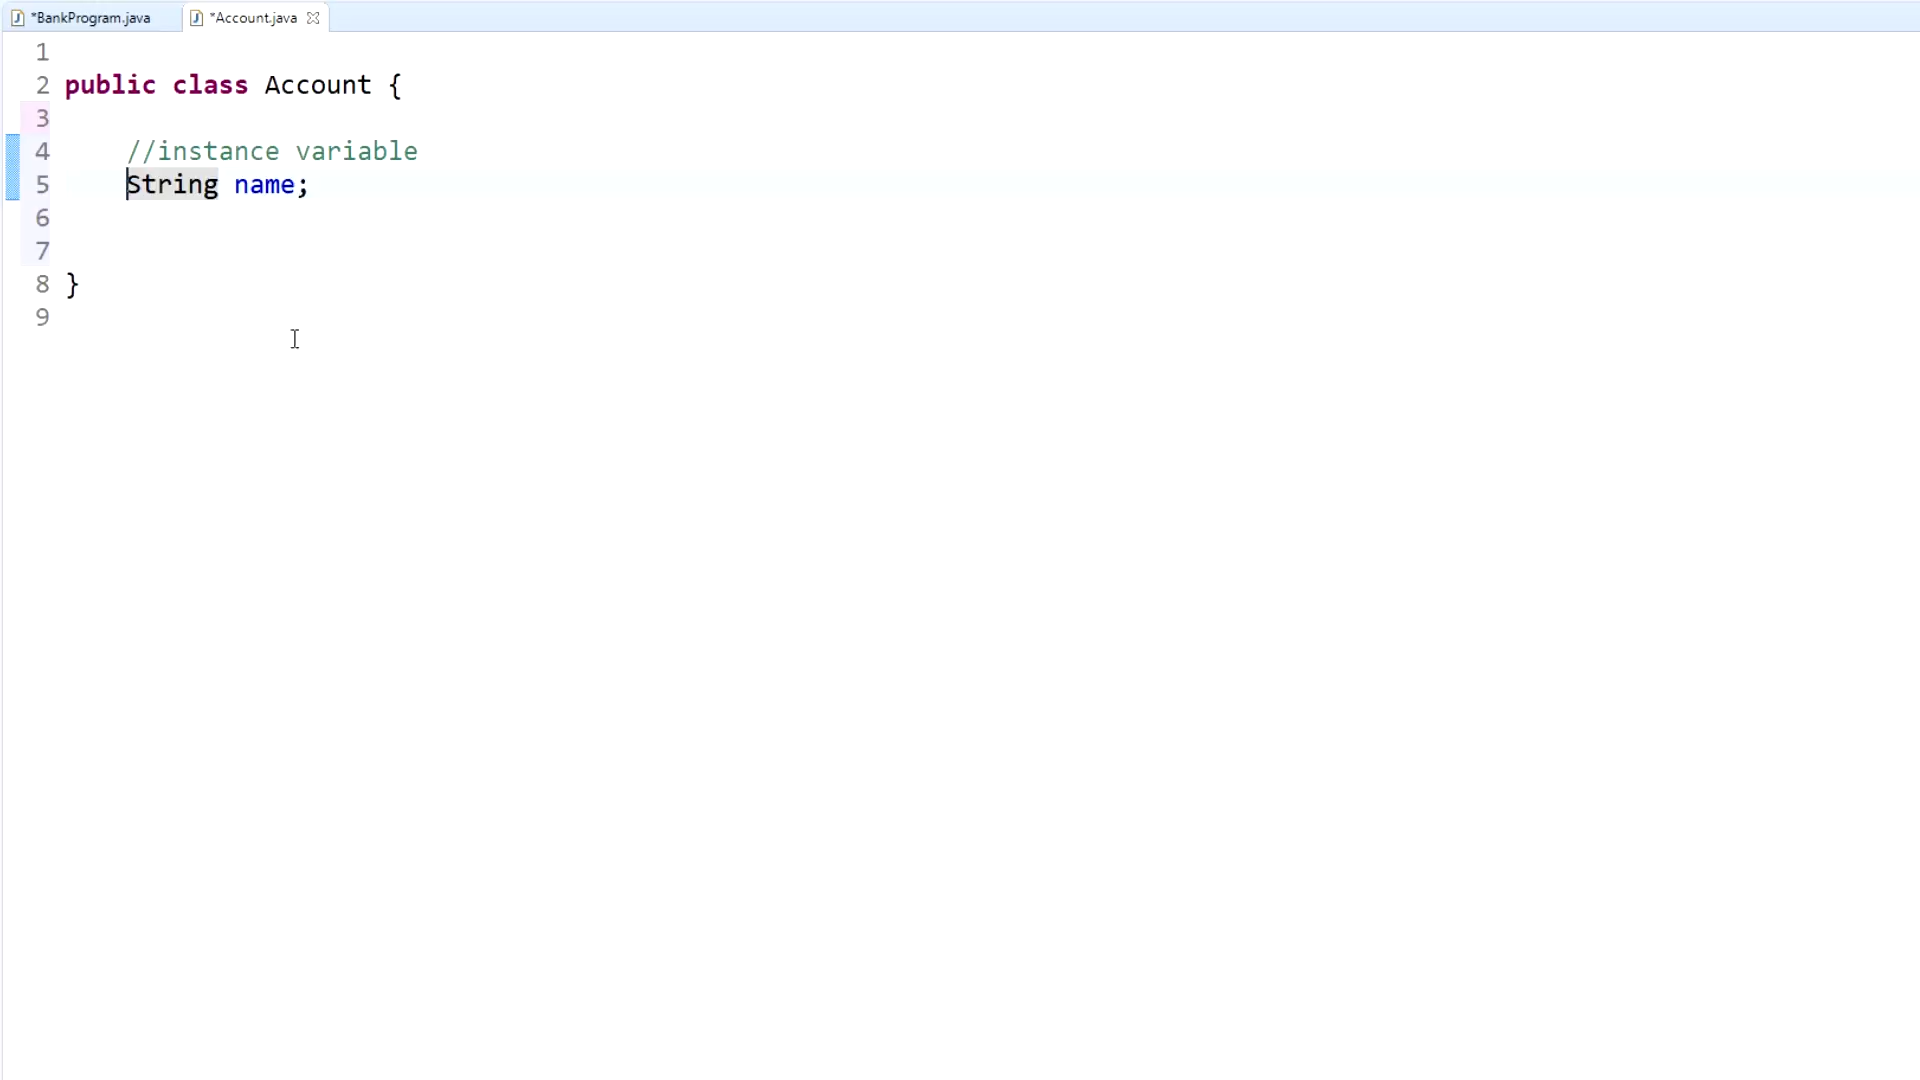 *BankProgram.java
*Account.java
1
2 public class Account {
3
4 //instance variable
5 String name;
6
7
8 }
9